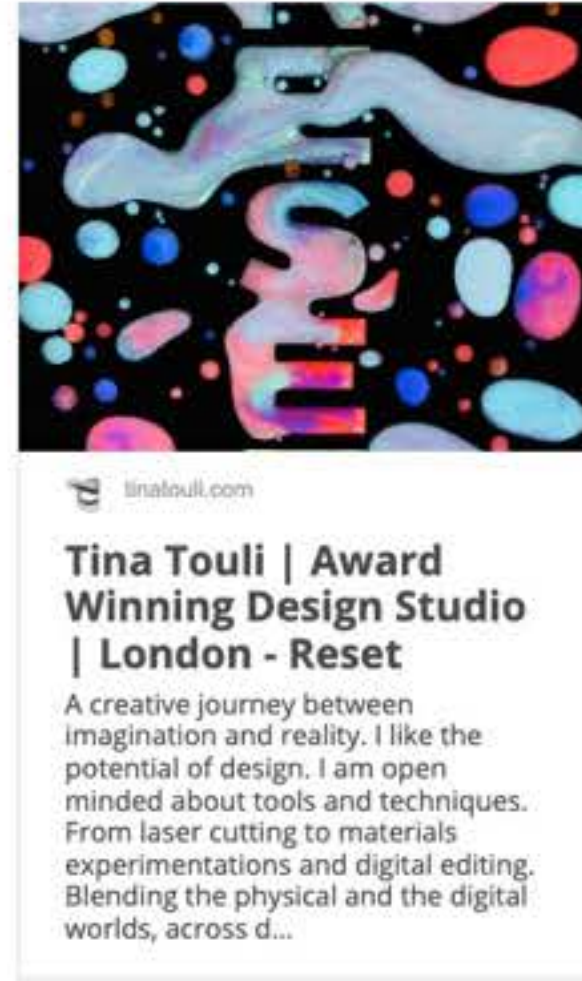 ESE
tinatouli.com
Tina Touli | Award
Winning Design Studio
| London - Reset
A creative journey between
imagination and reality. I like the
potential of design. I am open
minded about tools and techniques.
From laser cutting to materials
experimentations and digital editing.
Blending the physical and the digital
worlds, across d...